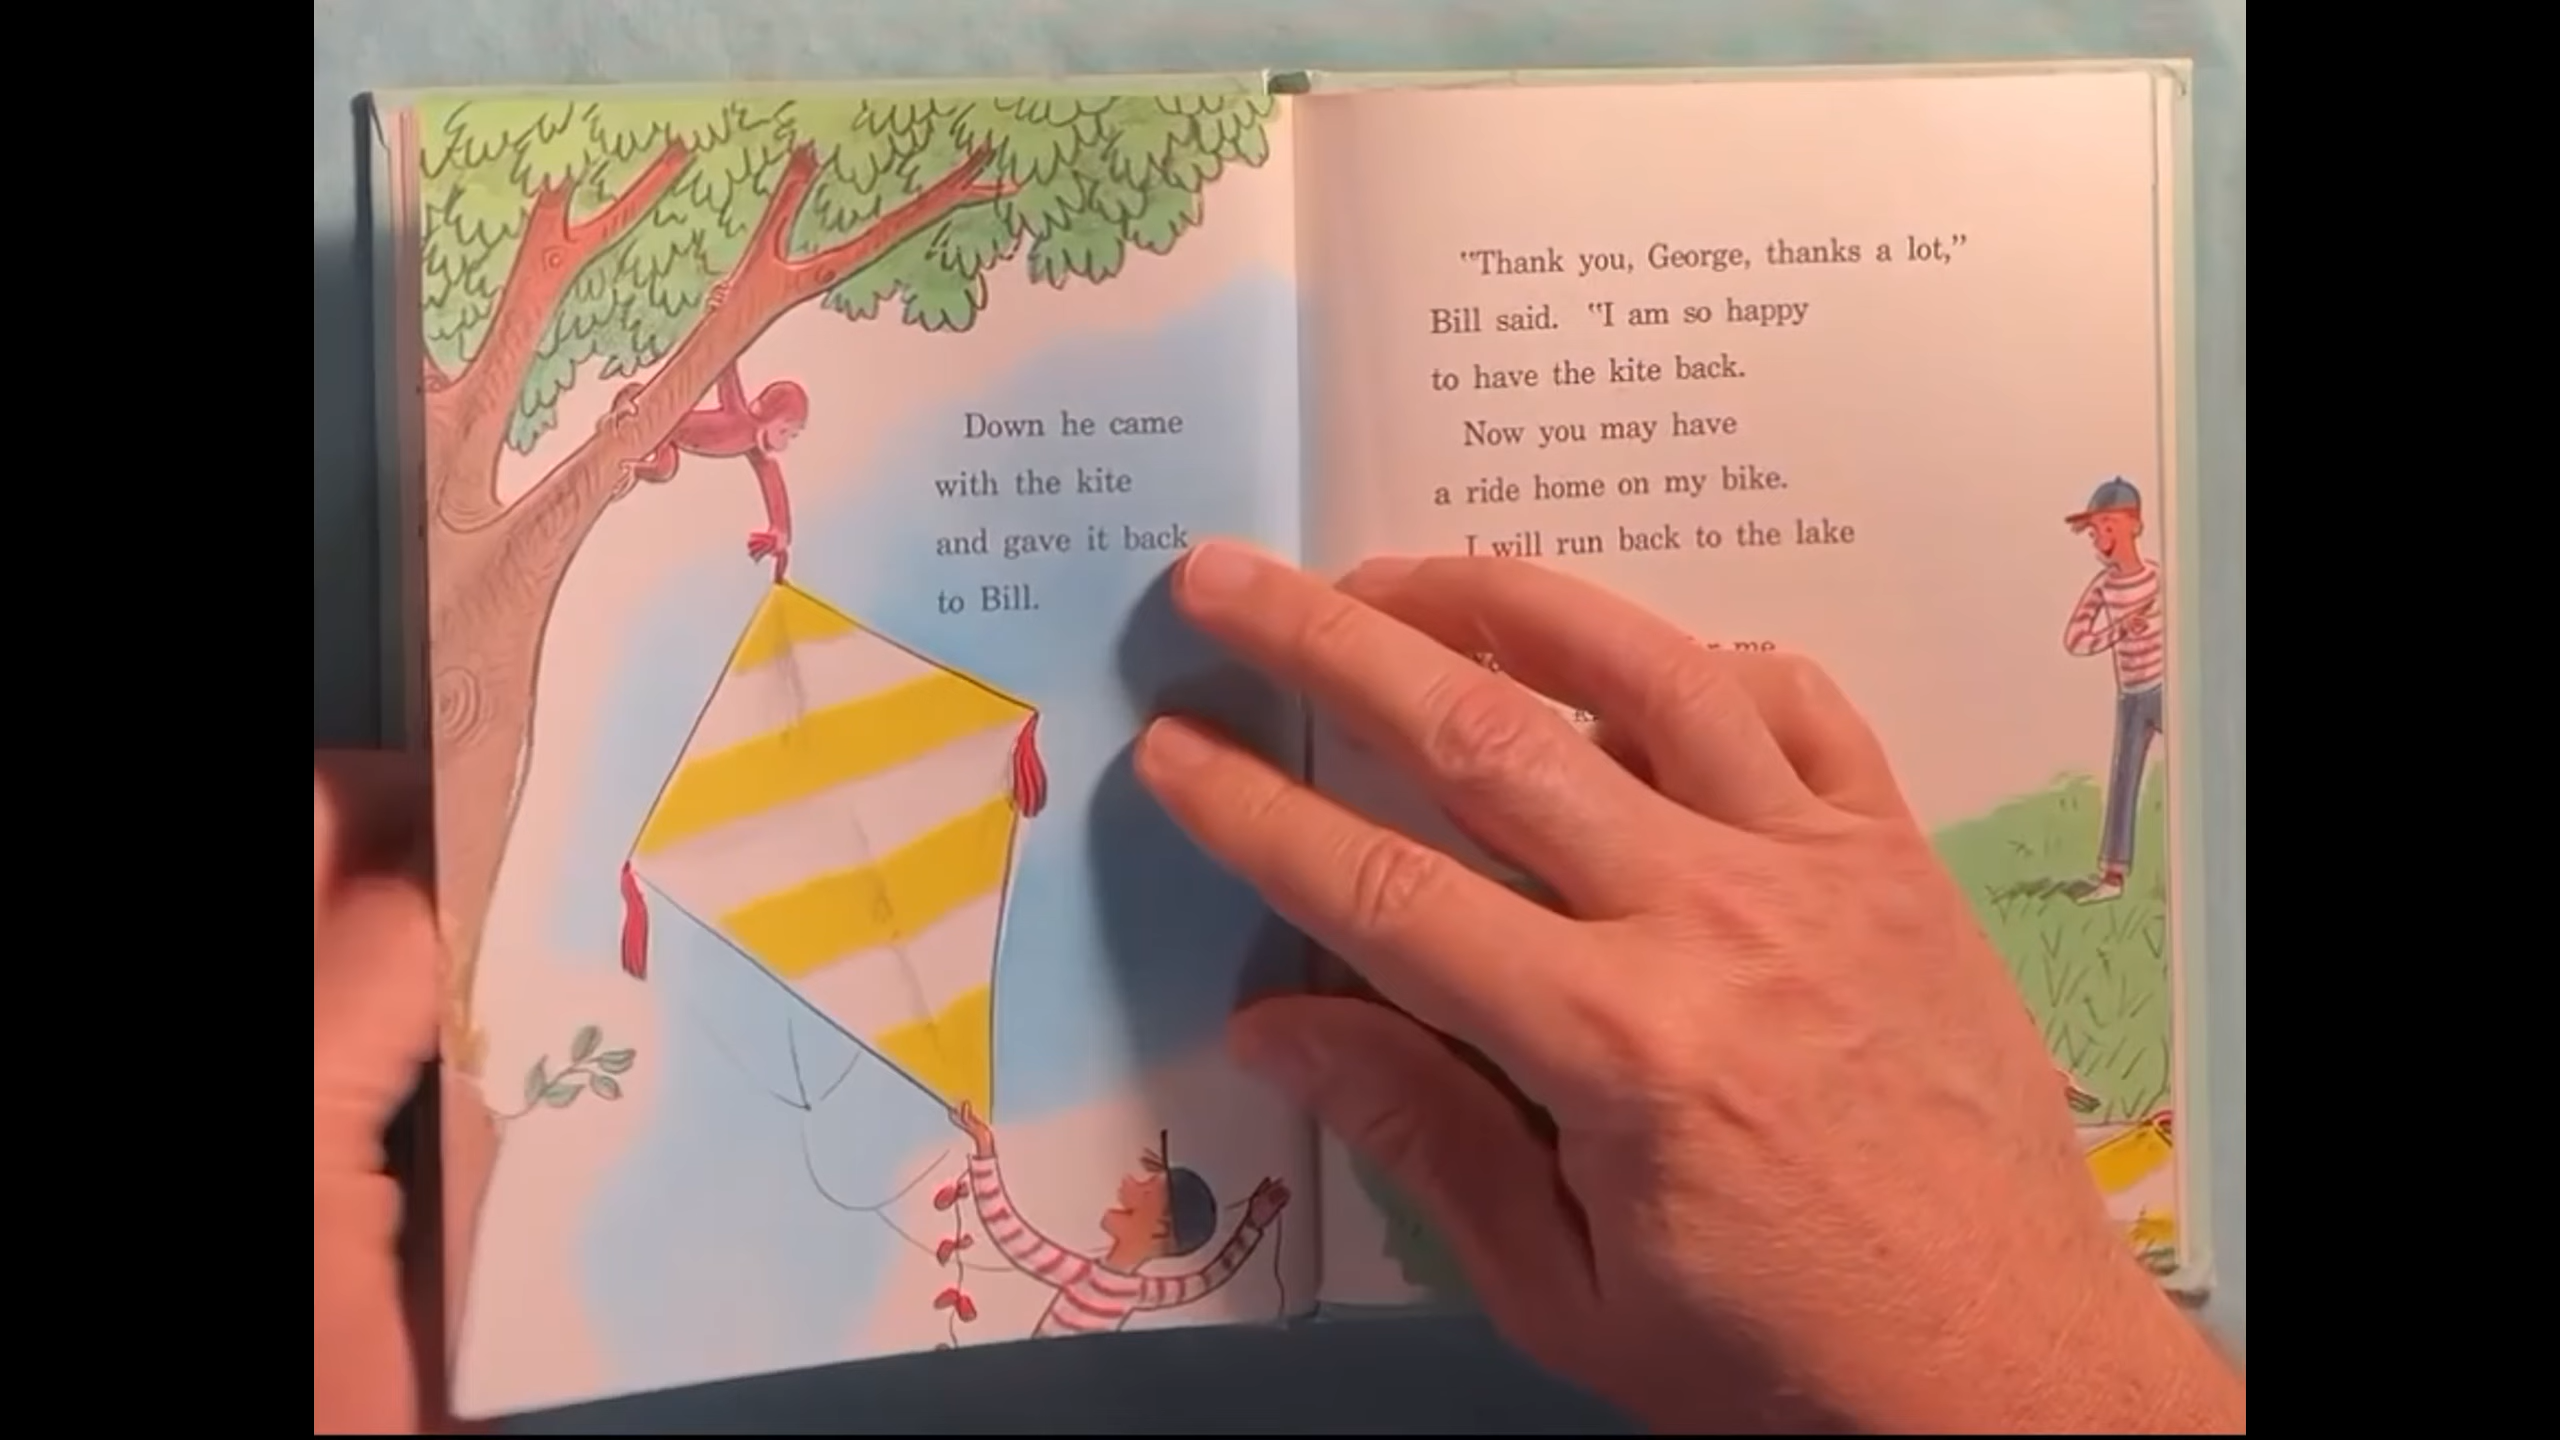 Down he came
with the kite
and gave it back
to Bill.
“Thank you, George, thanks a lot,”
Bill said. “I am so happy
to have the kite back.
Now you may have
a ride home on my bike.
I will run back to the lake
me